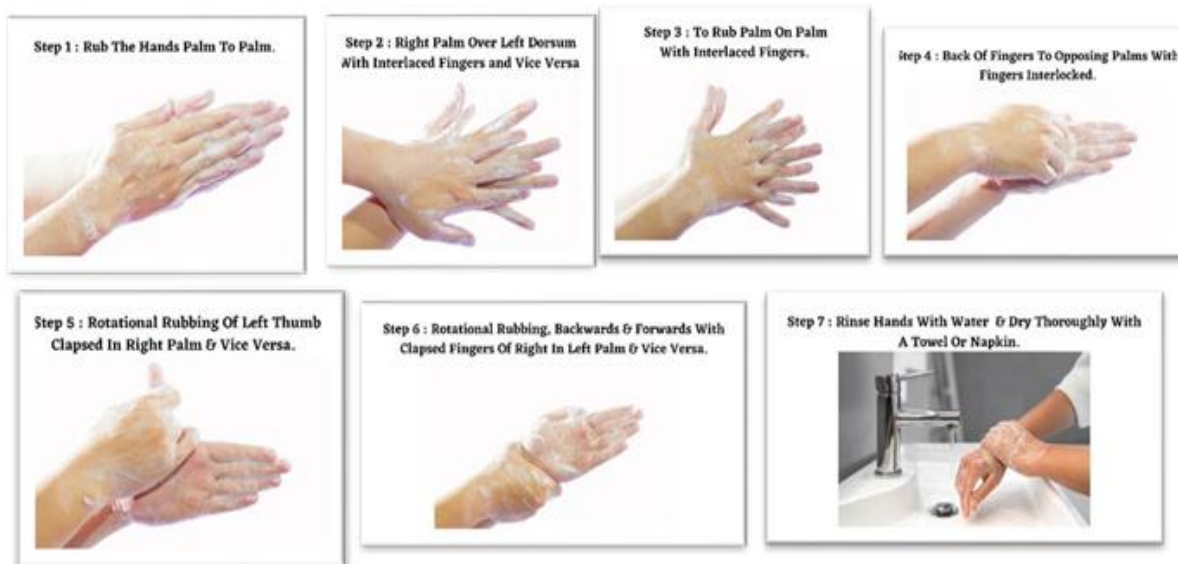 Step 1 : Rub The Hands Palm To Palm.
Step 2 : Right Palm Over Left Dorsum
With Interlaced Fingers and Vice Versa
Step 3 : To Rub Palm On Palm
With Interlaced Fingers.
Step 4 : Back Of Fingers To Opposing Palms With
Fingers Interlocked.
Step 5 : Rotational Rubbing Of Left Thumb
Clapsed In Right Palm & Vice Versa.
Step 6 : Rotational Rubbing, Backwards & Forwards With
Clapsed Fingers Of Right In Left Palm & Vice Versa.
Step 7 : Rinse Hands With Water & Dry Thoroughly With
A Towel Or Napkin.